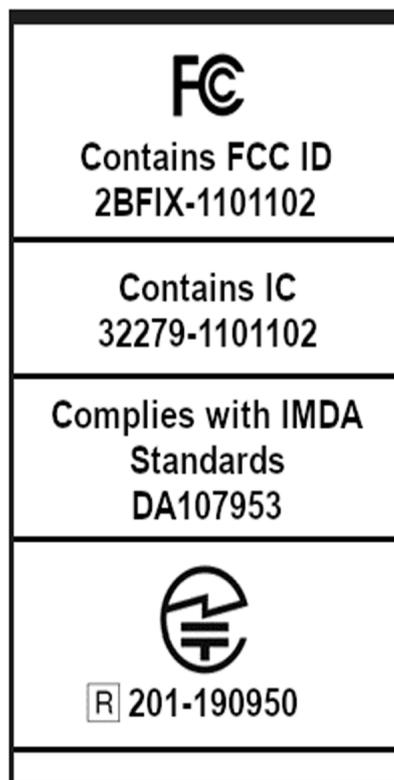 FC
Contains FCC ID
2BFIX-1101102
Contains IC
32279-1101102
Complies with IMDA
Standards
DA107953
R 201-190950